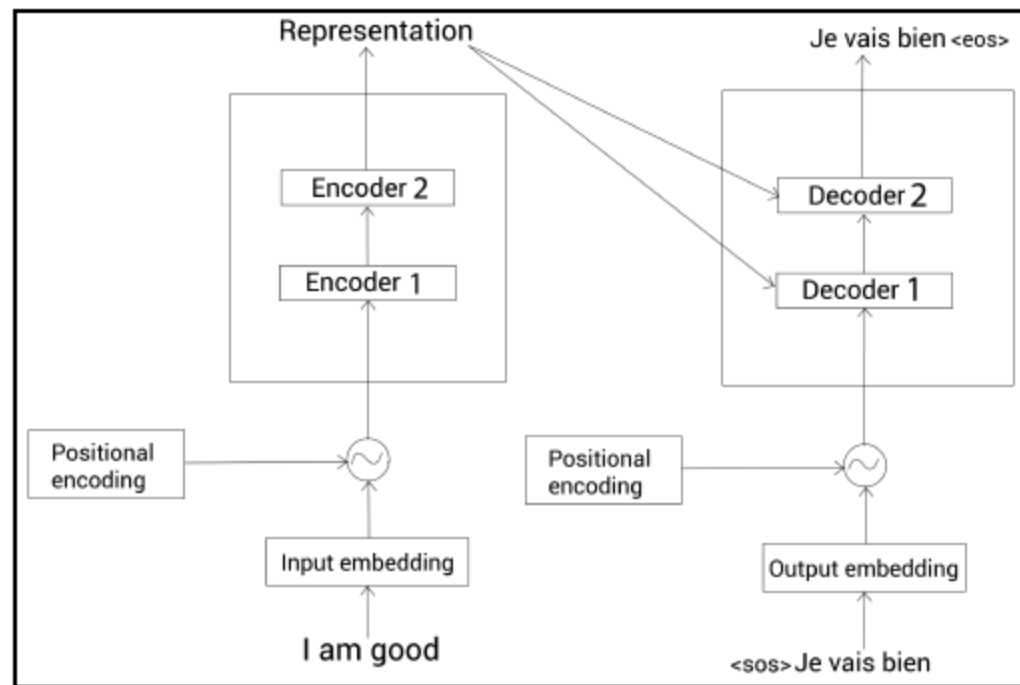 Representation
Je vais bien <eos>
Encoder 2
Decoder 2
Encoder 1
Decoder 1
Positional
encoding
Positional
encoding
Input embedding
Output embedding
I am good
<sos> Je vais bien